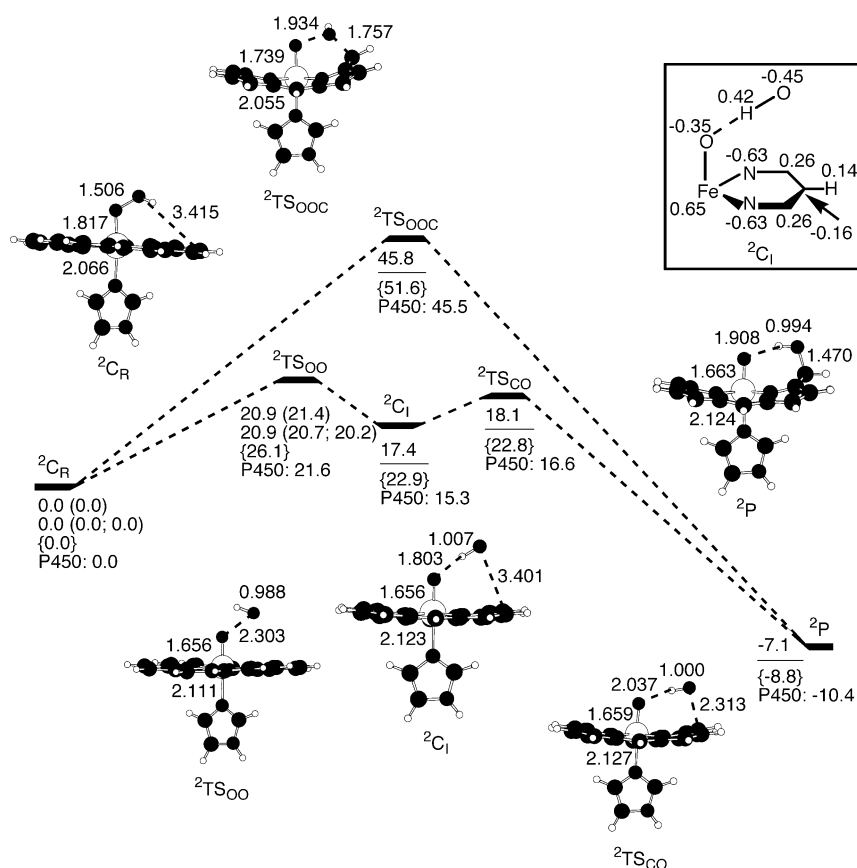 1.934
1.757
1.739
2.055
²TS_OOC
1.506
3.415
1.817
2.066
²C_R
-0.45
0.42
O
H
-0.35
O
-0.63
0.26
N
0.14
Fe
H
0.65
N
-0.63
0.26
-0.16
²C_I
²TS_OOC
45.8
{51.6}
P450: 45.5
²TS_OO
20.9 (21.4)
20.9 (20.7; 20.2)
{26.1}
P450: 21.6
²C_I
17.4
{22.9}
P450: 15.3
²TS_CO
18.1
{22.8}
P450: 16.6
1.908
0.994
1.663
1.470
2.124
²P
²C_R
0.0 (0.0)
0.0 (0.0; 0.0)
{0.0}
P450: 0.0
0.988
1.656
2.303
2.111
²TS_OO
1.007
1.803
1.656
3.401
2.123
²C_I
²P
-7.1
{-8.8}
P450: -10.4
2.037
1.000
1.659
2.313
2.127
²TS_CO